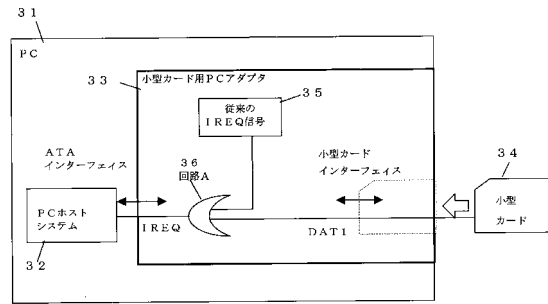 31
PC
33
小型カード用PCアダプタ
35
従来の
IREQ信号
ATA
インターフェイス
36
回路A
小型カード
インターフェイス
34
PCホスト
システム
IREQ
DAT1
小型
カード
32